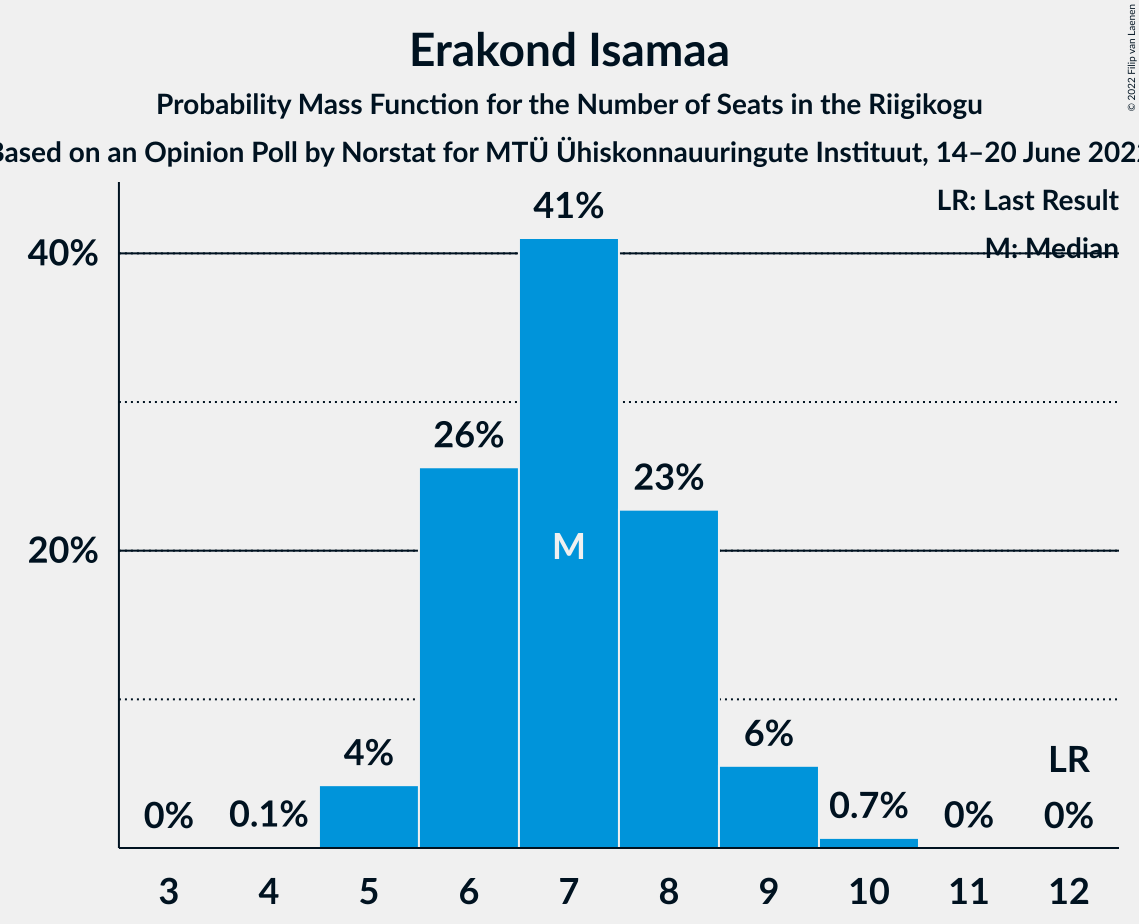 Erakond Isamaa
Probability Mass Function for the Number of Seats in the Riigikogu
Based on an Opinion Poll by Norstat for MTÜ Ühiskonnauuringute Instituut, 14–20 June 2022
© 2022 Filip van Laenen
LR: Last Result
M: Median
40%
20%
0%
0.1%
4%
26%
41%
M
23%
6%
0.7%
0%
LR
0%
3 4 5 6 7 8 9 10 11 12